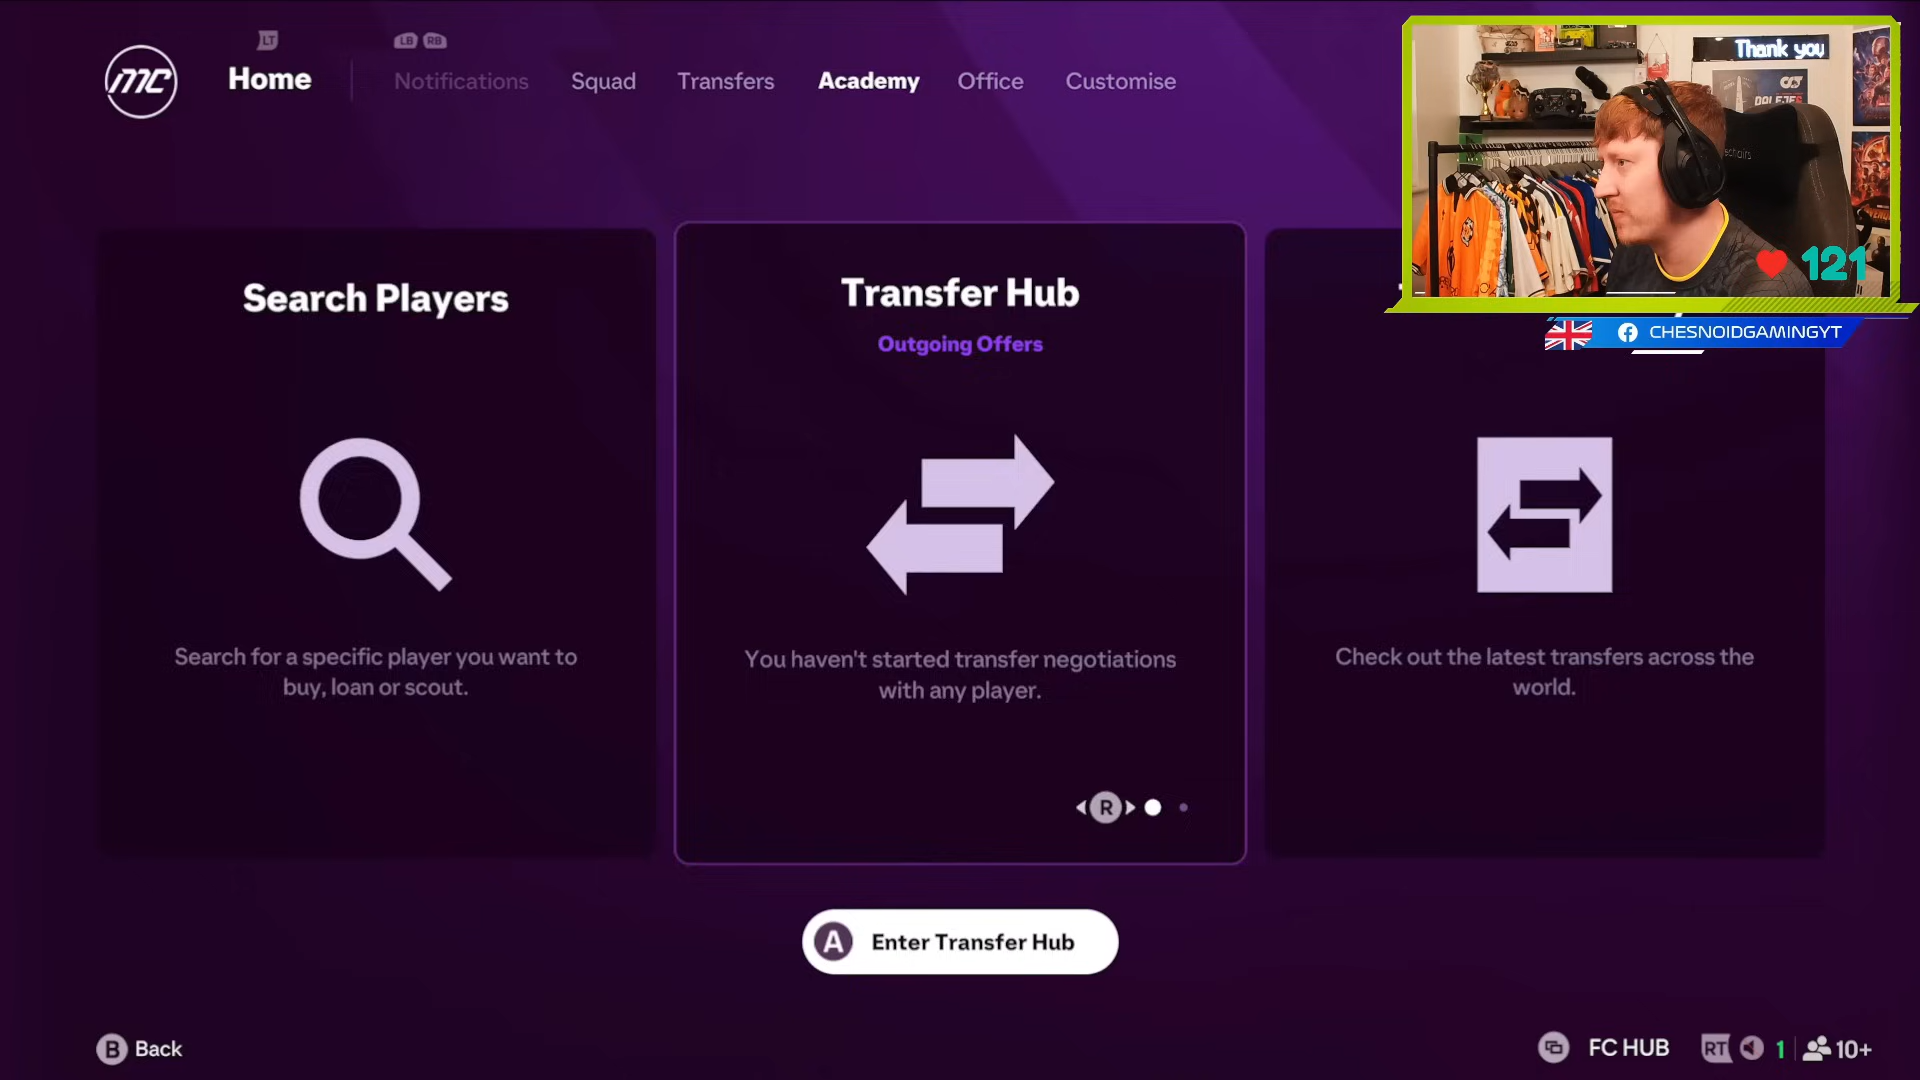 LT
LB RB
MC
Home
Notifications
Squad
Transfers
Academy
Office
Customise
Thank you
121
CHESNOIDGAMINGYT
Search Players
Search for a specific player you want to
buy, loan or scout.
Transfer Hub
Outgoing Offers
You haven't started transfer negotiations
with any player.
R
Check out the latest transfers across the
world.
A Enter Transfer Hub
B Back
FC HUB
RT 1
10+